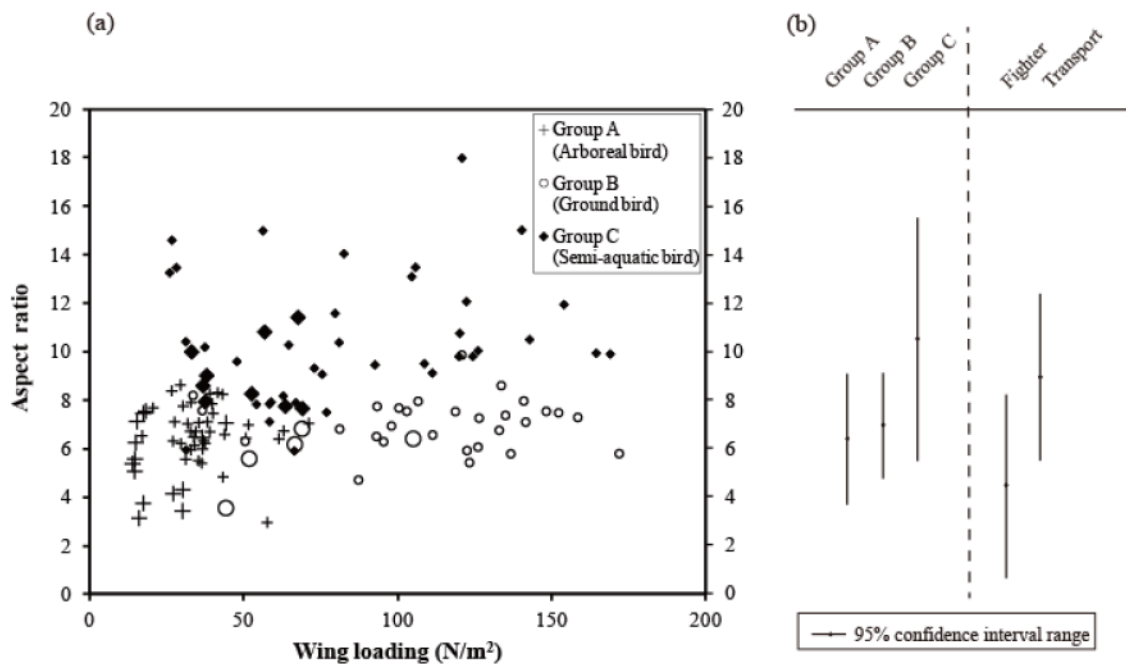 (a)
20
18
16
14
12
10
8
6
4
2
0
Aspect ratio
0 50 100 150 200
Wing loading (N/m²)
20
18
16
14
12
10
8
6
4
2
0
Group A
(Arboreal bird)
Group B
(Ground bird)
Group C
(Semi-aquatic bird)
(b)
Group A
Group B
Group C
Fighter
Transport
95% confidence interval range